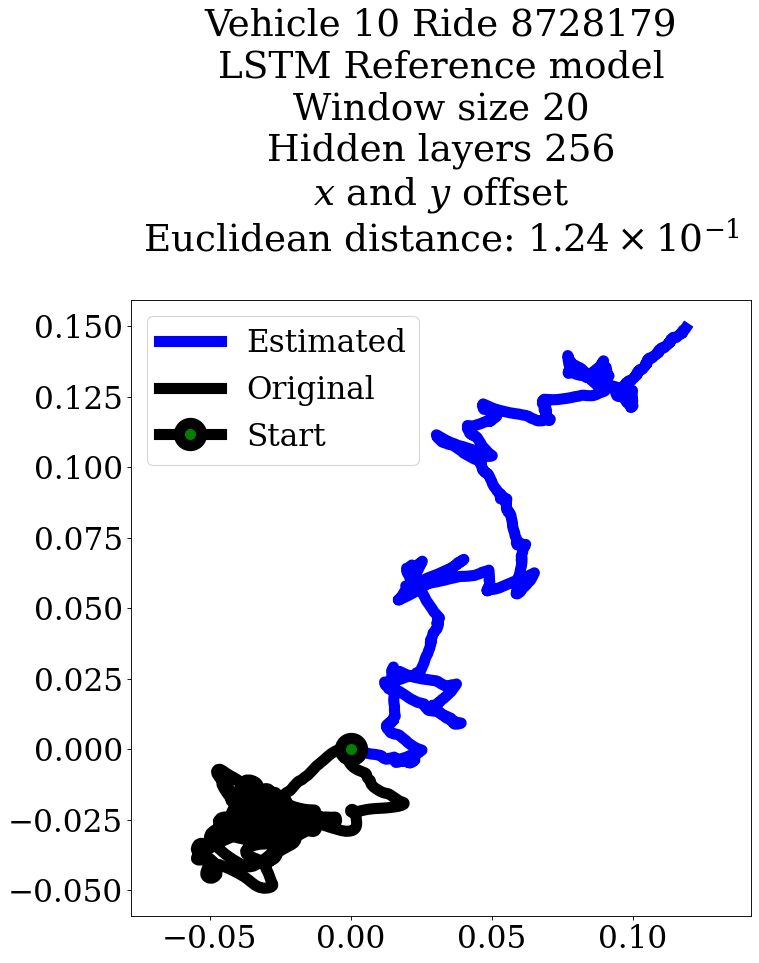 Vehicle 10 Ride 8728179
LSTM Reference model
Window size 20
Hidden layers 256
x and y offset
Euclidean distance: 1.24 × 10⁻¹
Estimated
Original
Start
0.150
0.125
0.100
0.075
0.050
0.025
0.000
−0.025
−0.050
−0.05 0.00 0.05 0.10